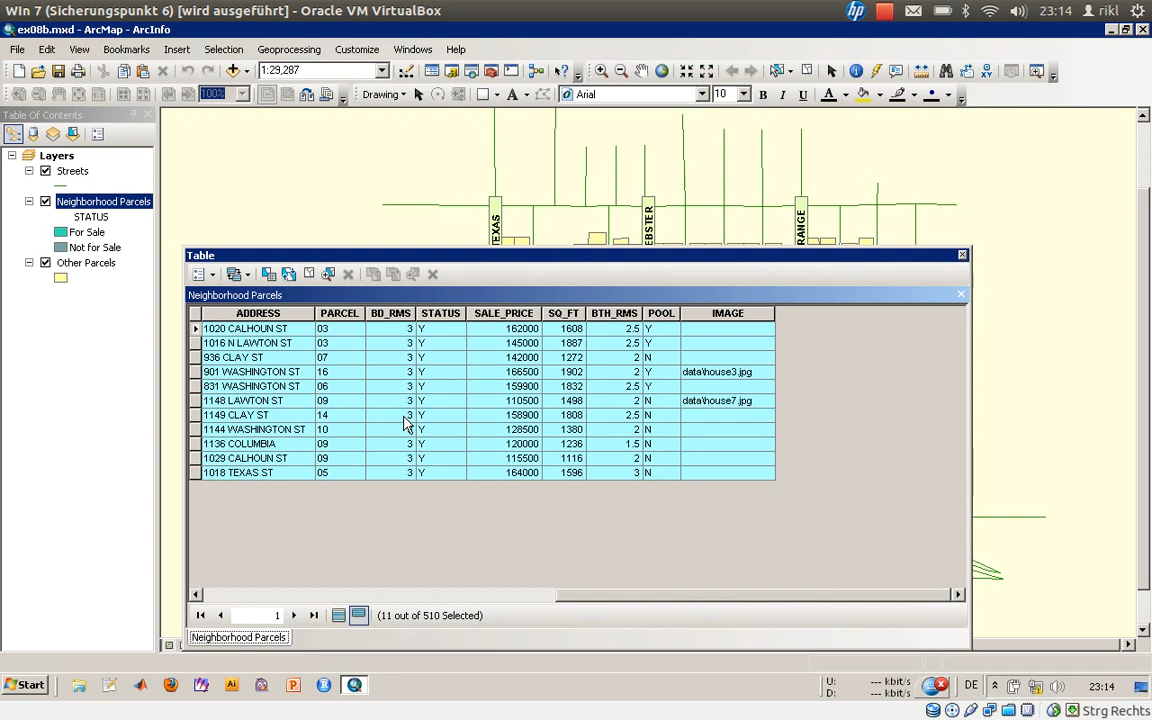 Win 7 (Sicherungspunkt 6) [wird ausgeführt] - Oracle VM VirtualBox
23:14
rikl
ex08b.mxd - ArcMap - ArcInfo
File Edit View Bookmarks Insert Selection Geoprocessing Customize Windows Help
1:29,287
100%
Drawing
Arial
10
B I U A
Table Of Contents
Layers
Streets
Neighborhood Parcels
STATUS
For Sale
Not for Sale
Other Parcels
TEXAS
EBSTER
RANGE
Table
Neighborhood Parcels
ADDRESS PARCEL BD_RMS STATUS SALE_PRICE SQ_FT BTH_RMS POOL IMAGE
1020 CALHOUN ST 03 3 Y 162000 1608 2.5 Y
1016 N LAWTON ST 03 3 Y 145000 1887 2.5 Y
936 CLAY ST 07 3 Y 142000 1272 2 N
901 WASHINGTON ST 16 3 Y 166500 1902 2 Y data\house3.jpg
831 WASHINGTON ST 06 3 Y 159900 1832 2.5 Y
1148 LAWTON ST 09 3 Y 110500 1498 2 N data\house7.jpg
1149 CLAY ST 14 3 Y 158900 1808 2.5 N
1144 WASHINGTON ST 10 3 Y 128500 1380 2 N
1136 COLUMBIA 09 3 Y 120000 1236 1.5 N
1029 CALHOUN ST 09 3 Y 115500 1116 2 N
1018 TEXAS ST 05 3 Y 164000 1596 3 N
1
(11 out of 510 Selected)
Neighborhood Parcels
Start
U: --- kbit/s
D: --- kbit/s
DE
23:14
Strg Rechts